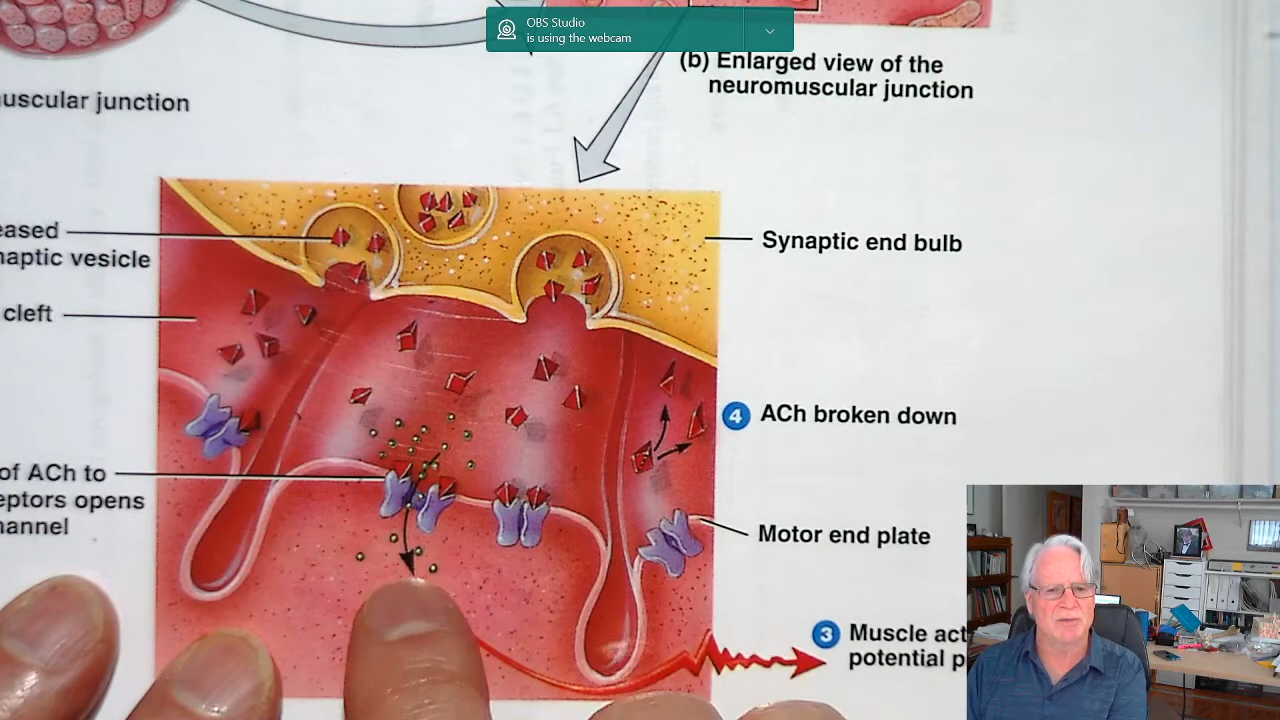 OBS Studio
is using the webcam
(b) Enlarged view of the
neuromuscular junction
uscular junction
eased
naptic vesicle
cleft
of ACh to
eptors opens
hannel
Synaptic end bulb
4 ACh broken down
Motor end plate
3 Muscle act
potential p